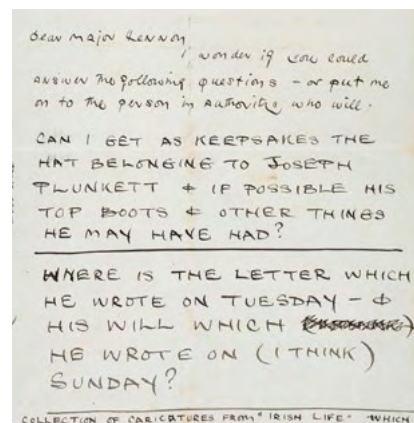 Dear Major Lennon,
I wonder if you could
answer the following questions – or put me
on to the person in authority who will.
CAN I GET AS KEEPSAKES THE
HAT BELONGING TO JOSEPH
PLUNKETT & IF POSSIBLE HIS
TOP BOOTS & OTHER THINGS
HE MAY HAVE HAD?
WHERE IS THE LETTER WHICH
HE WROTE ON TUESDAY – &
HIS WILL WHICH
HE WROTE ON (I THINK)
SUNDAY?
COLLECTION OF CARICATURES FROM "IRISH LIFE" WHICH